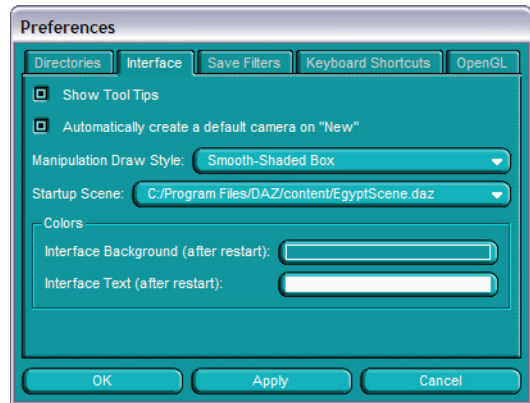 Preferences
Directories Interface Save Filters Keyboard Shortcuts OpenGL
Show Tool Tips
Automatically create a default camera on "New"
Manipulation Draw Style: Smooth-Shaded Box
Startup Scene: C:/Program Files/DAZ/content/EgyptScene.daz
Colors
Interface Background (after restart):
Interface Text (after restart):
OK Apply Cancel